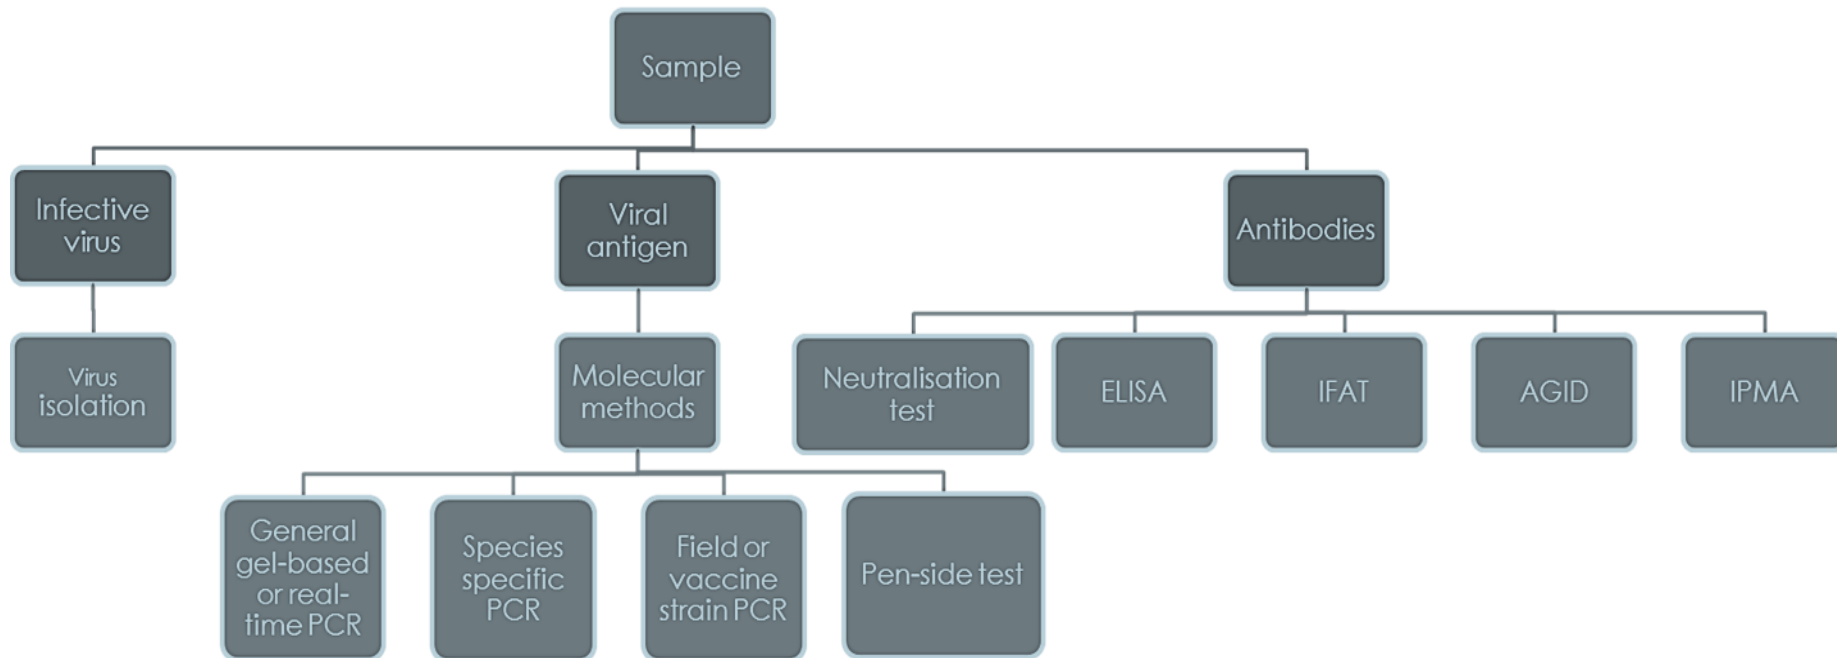 Sample
Infective
virus
Viral
antigen
Antibodies
Virus
isolation
Molecular
methods
Neutralisation
test
ELISA
IFAT
AGID
IPMA
General
gel-based
or real-
time PCR
Species
specific
PCR
Field or
vaccine
strain PCR
Pen-side test